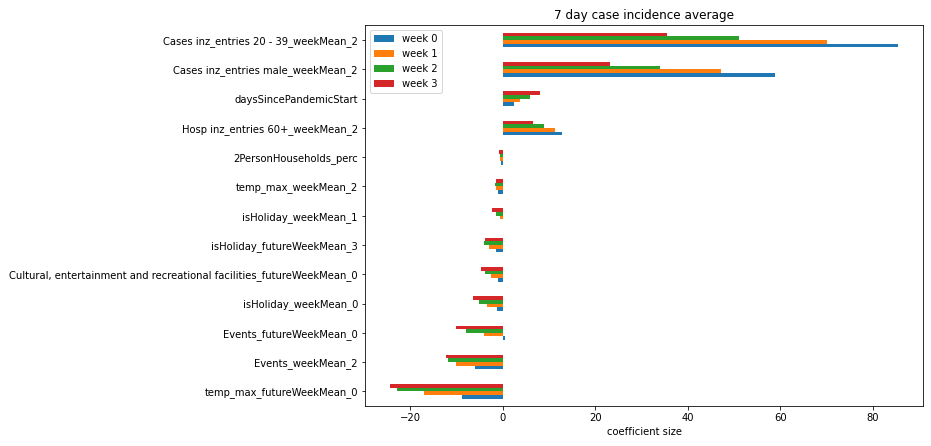 7 day case incidence average
week 0
week 1
week 2
week 3
Cases inz_entries 20 - 39_weekMean_2
Cases inz_entries male_weekMean_2
daysSincePandemicStart
Hosp inz_entries 60+_weekMean_2
2PersonHouseholds_perc
temp_max_weekMean_2
isHoliday_weekMean_1
isHoliday_futureWeekMean_3
Cultural, entertainment and recreational facilities_futureWeekMean_0
isHoliday_weekMean_0
Events_futureWeekMean_0
Events_weekMean_2
temp_max_futureWeekMean_0
−20 0 20 40 60 80
coefficient size